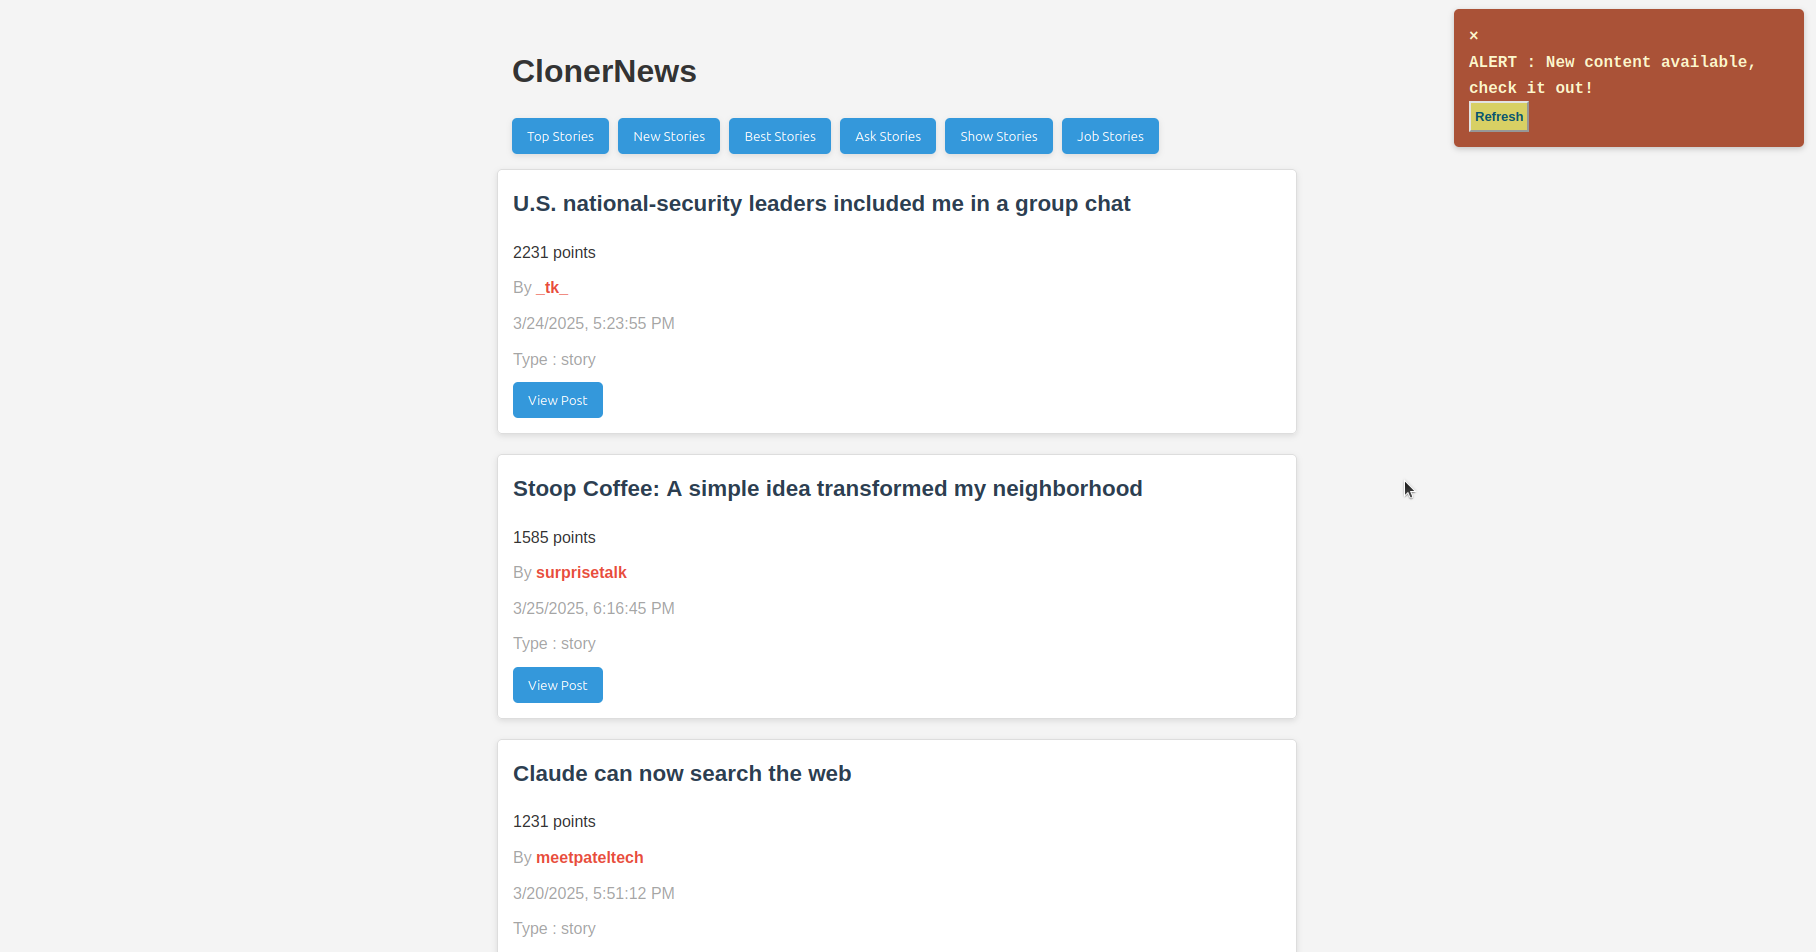 ClonerNews
Top Stories New Stories Best Stories Ask Stories Show Stories Job Stories
×
ALERT : New content available,
check it out!
Refresh
U.S. national-security leaders included me in a group chat
2231 points
By _tk_
3/24/2025, 5:23:55 PM
Type : story
View Post
Stoop Coffee: A simple idea transformed my neighborhood
1585 points
By surprisetalk
3/25/2025, 6:16:45 PM
Type : story
View Post
Claude can now search the web
1231 points
By meetpateltech
3/20/2025, 5:51:12 PM
Type : story